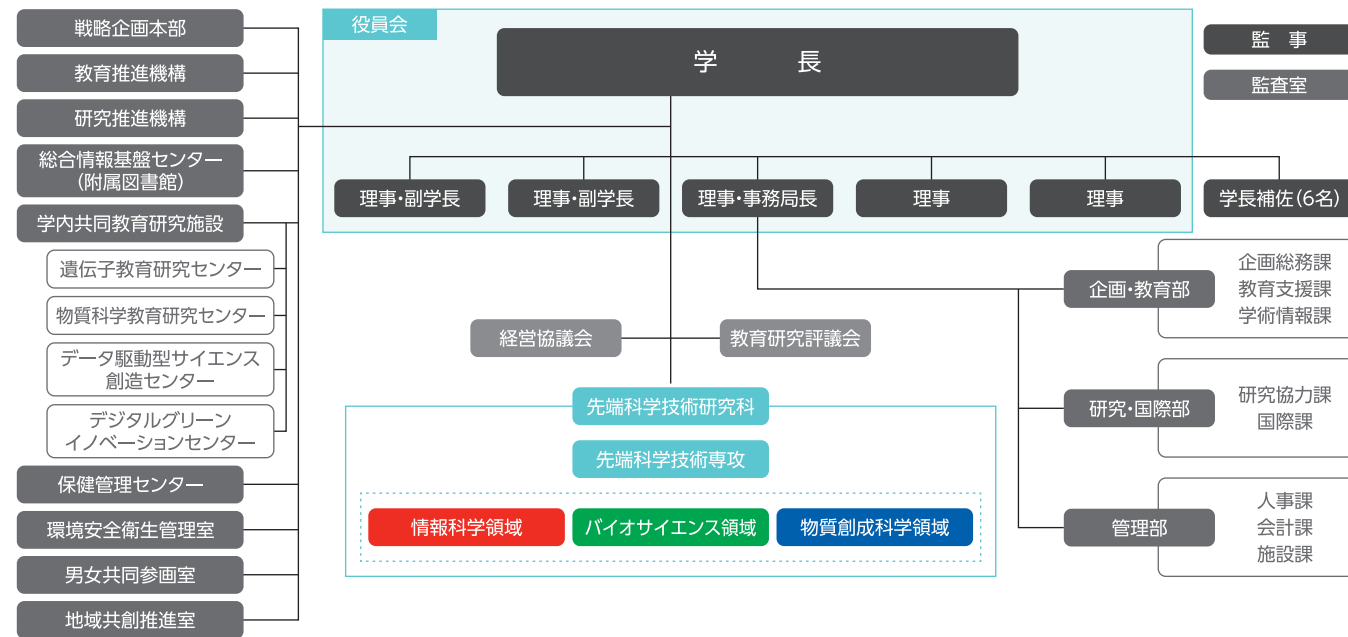 戦略企画本部
教育推進機構
研究推進機構
総合情報基盤センター
(附属図書館)
学内共同教育研究施設
遺伝子教育研究センター
物質科学教育研究センター
データ駆動型サイエンス
創造センター
デジタルグリーン
イノベーションセンター
保健管理センター
環境安全衛生管理室
男女共同参画室
地域共創推進室
役員会
学長
理事・副学長
理事・副学長
理事・事務局長
理事
理事
監事
監査室
学長補佐(6名)
経営協議会
教育研究評議会
先端科学技術研究科
先端科学技術専攻
情報科学領域
バイオサイエンス領域
物質創成科学領域
企画・教育部
企画総務課
教育支援課
学術情報課
研究・国際部
研究協力課
国際課
管理部
人事課
会計課
施設課